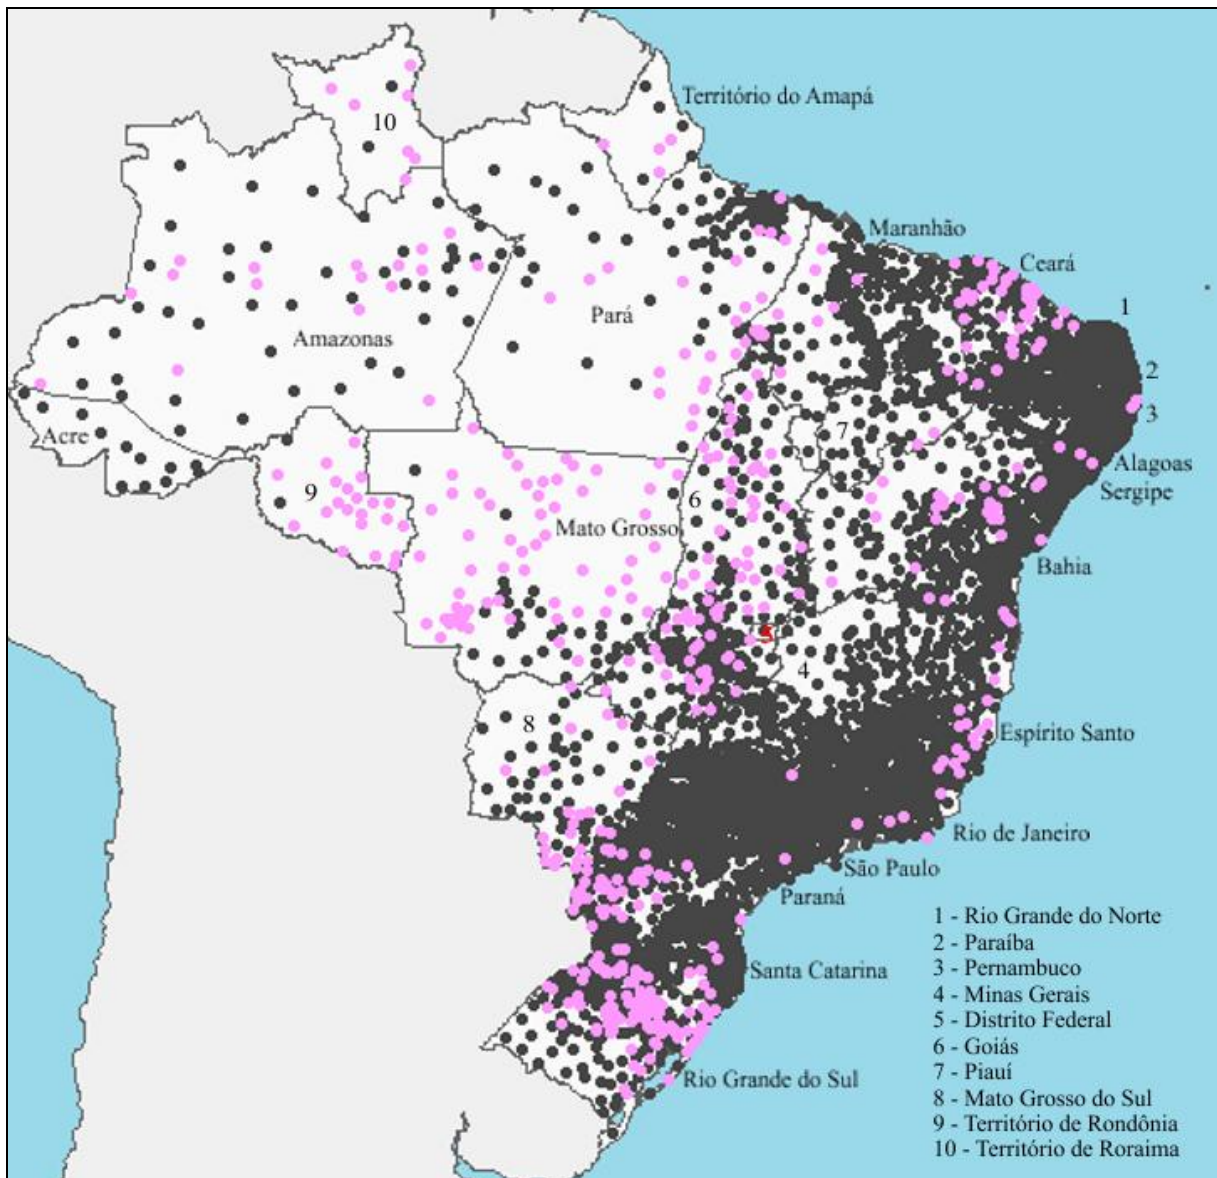 Território do Amapá
10
Maranhão
Ceará
1
Pará
Amazonas
2
3
Acre
7
Alagoas
Sergipe
9
6
Mato Grosso
Bahia
5
4
8
Espírito Santo
Rio de Janeiro
São Paulo
Paraná
Santa Catarina
Rio Grande do Sul
1 - Rio Grande do Norte
2 - Paraíba
3 - Pernambuco
4 - Minas Gerais
5 - Distrito Federal
6 - Goiás
7 - Piauí
8 - Mato Grosso do Sul
9 - Território de Rondônia
10 - Território de Roraima